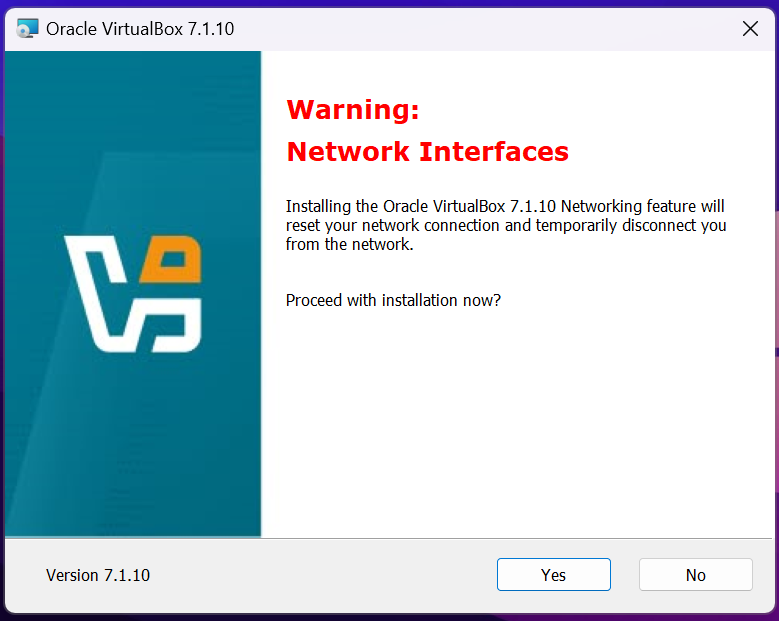 Oracle VirtualBox 7.1.10
Warning:
Network Interfaces
Installing the Oracle VirtualBox 7.1.10 Networking feature will
reset your network connection and temporarily disconnect you
from the network.
Proceed with installation now?
Version 7.1.10
Yes
No